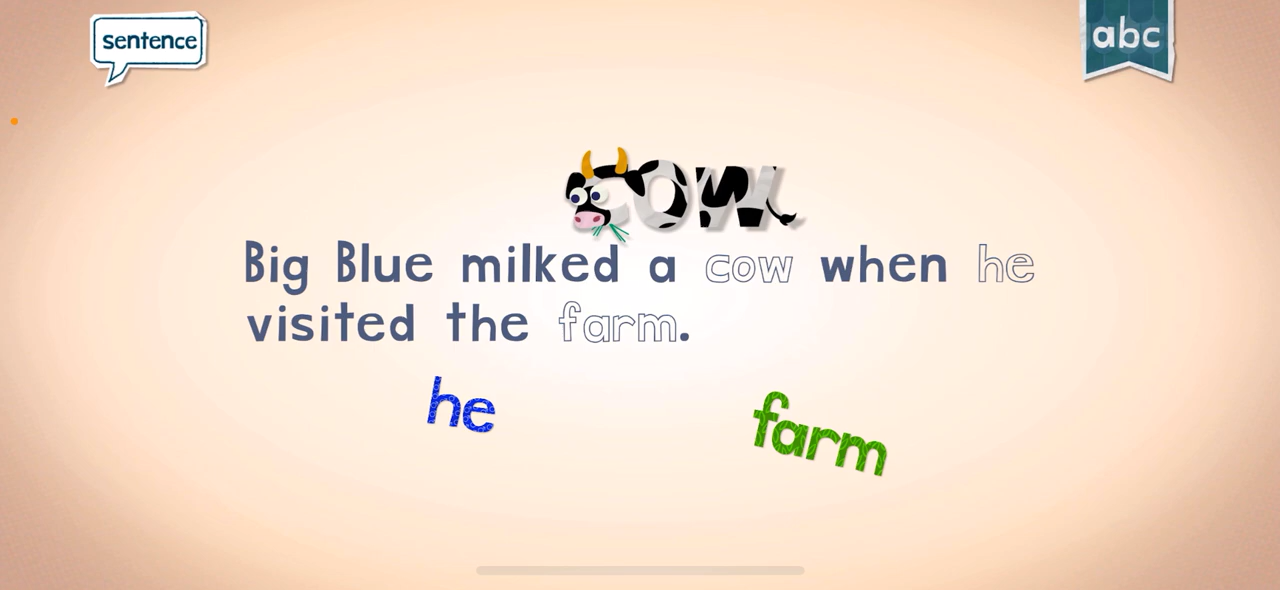 sentence
abc
cow
Big Blue milked a cow when he
visited the farm.
he
farm